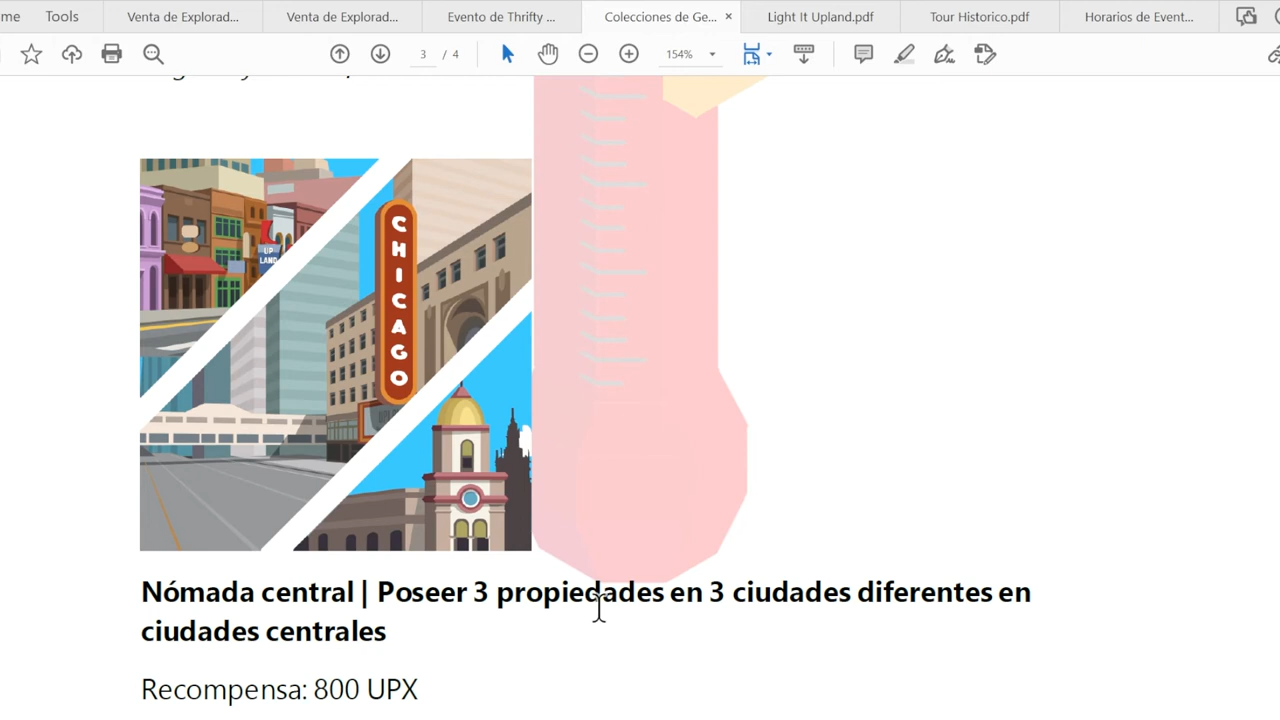 me
Tools
Venta de Explorad...
Venta de Explorad...
Evento de Thrifty ...
Colecciones de Ge... ×
Light It Upland.pdf
Tour Historico.pdf
Horarios de Event...
3 / 4
154%
UP LAND
CHICAGO
Nómada central | Poseer 3 propiedades en 3 ciudades diferentes en
ciudades centrales
Recompensa: 800 UPX